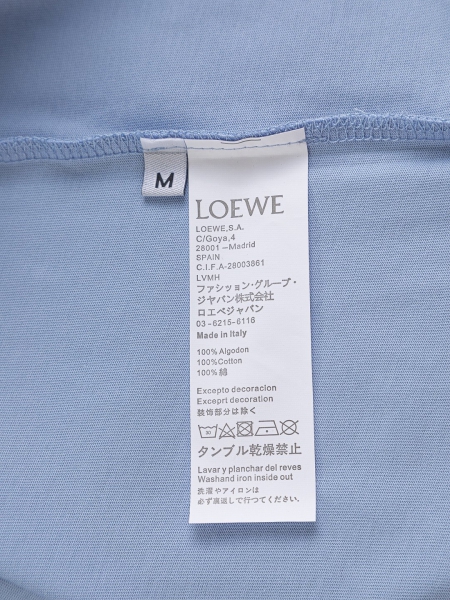 M
LOEWE
LOEWE,S.A.
C/Goya,4
28001 -Madrid
SPAIN
C.I.F.A-28003861
LVMH
ファッション・グループ・
ジャパン株式会社
ロエベジャパン
03-6215-6116
Made in Italy
100%Algodon
100%Cotton
100%綿
Excepto decoracion
Exceprt decoration
装飾部分は除く
30
タンブル乾燥禁止
Lavar y planchar del reves
Washand iron inside out
洗濯やアイロンは
必ず裏返しで行つてください。